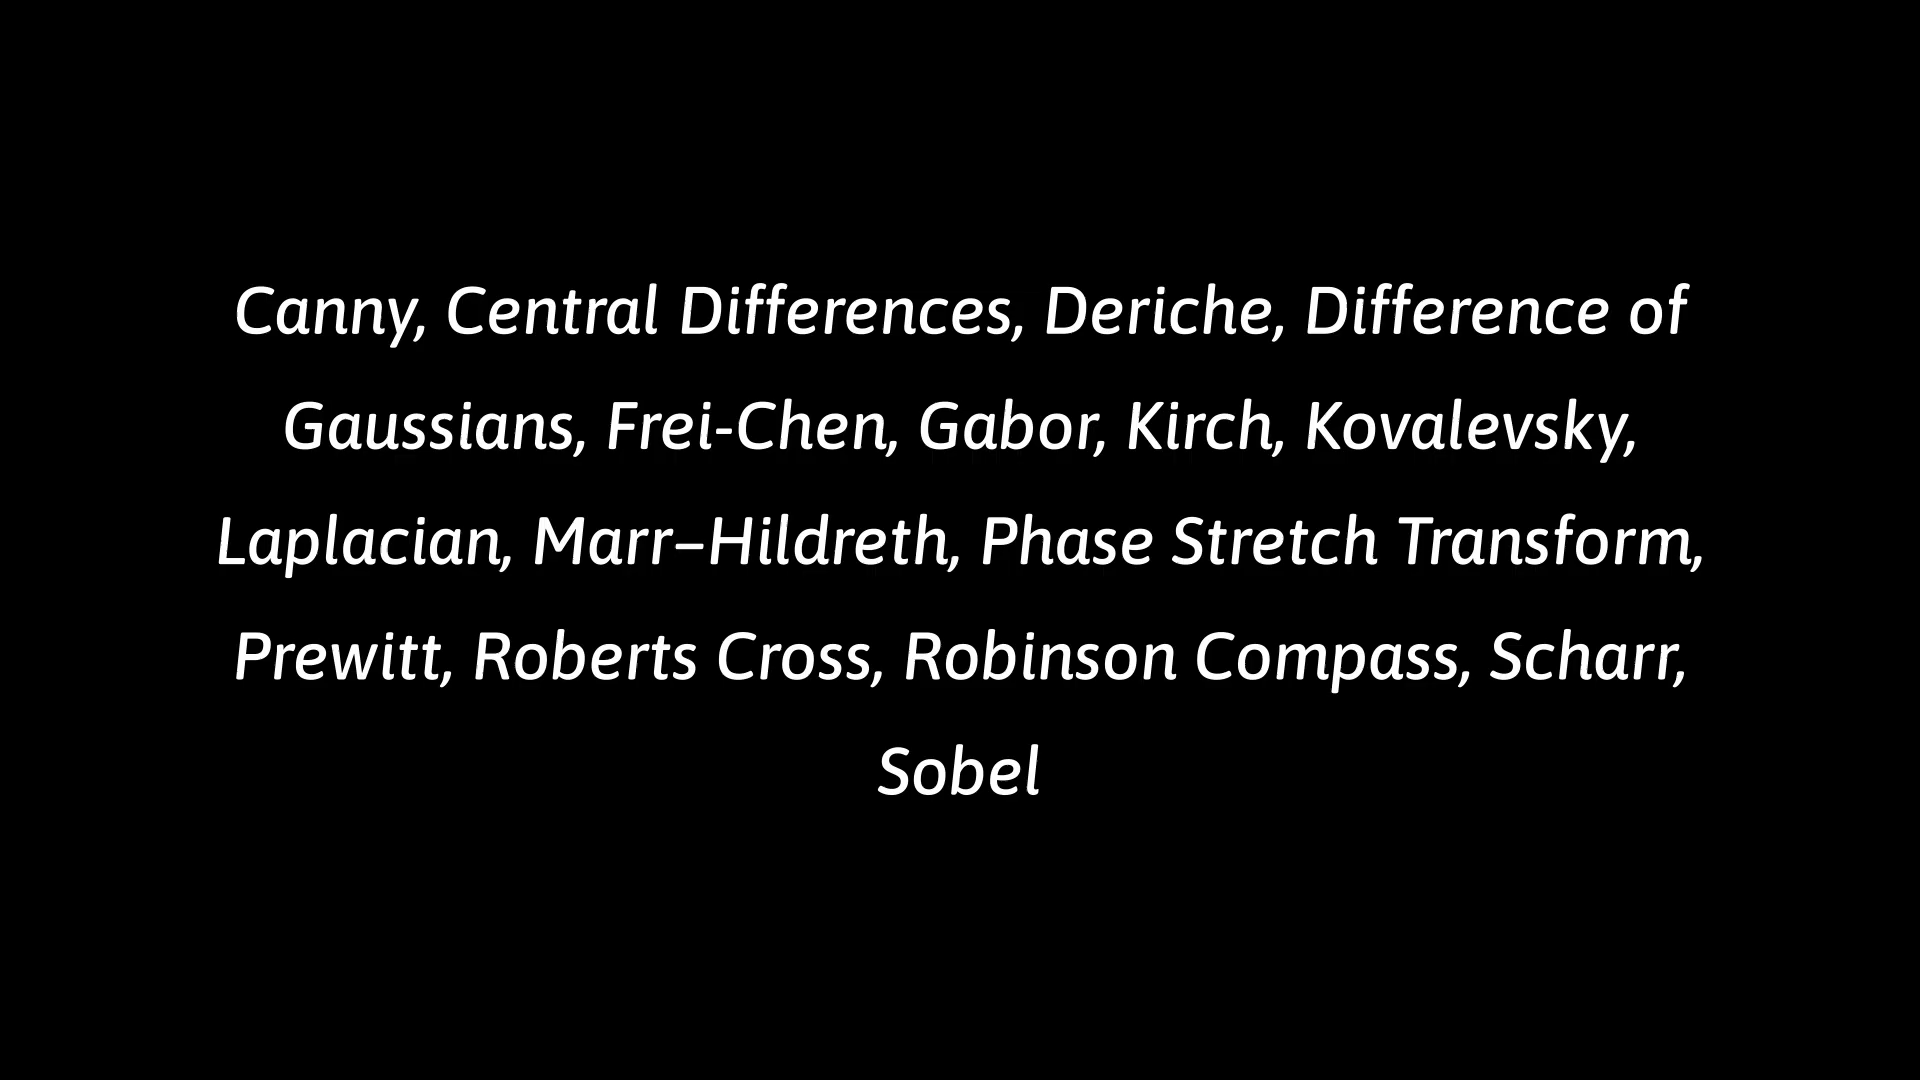 Canny, Central Differences, Deriche, Difference of
Gaussians, Frei-Chen, Gabor, Kirch, Kovalevsky,
Laplacian, Marr–Hildreth, Phase Stretch Transform,
Prewitt, Roberts Cross, Robinson Compass, Scharr,
Sobel